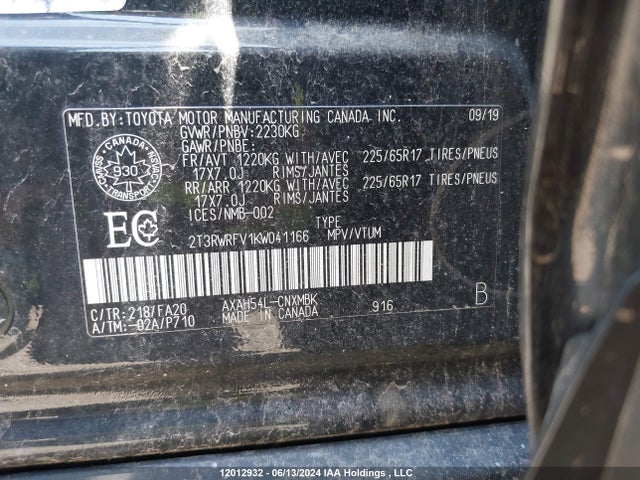 MFD.BY:TOYOTA MOTOR MANUFACTURING CANADA INC. 09/19
GVWR/PNBV:2230KG
GAWR/PNBE:
FR/AVT 1220KG WITH/AVEC 225/65R17 TIRES/PNEUS
17X7.0J RIMS/JANTES
RR/ARR 1220KG WITH/AVEC 225/65R17 TIRES/PNEUS
17X7.0J RIMS/JANTES
ICES/NMB-002
CANADA
930
TRANSPORT
EC
TYPE
2T3RWRFV1KW041166 MPV/VTUM
C/TR:218/FA20 AXAH54L-CNXMBK 916 B
A/TM:-02A/P710 MADE IN CANADA
12012932 - 06/13/2024 IAA Holdings , LLC